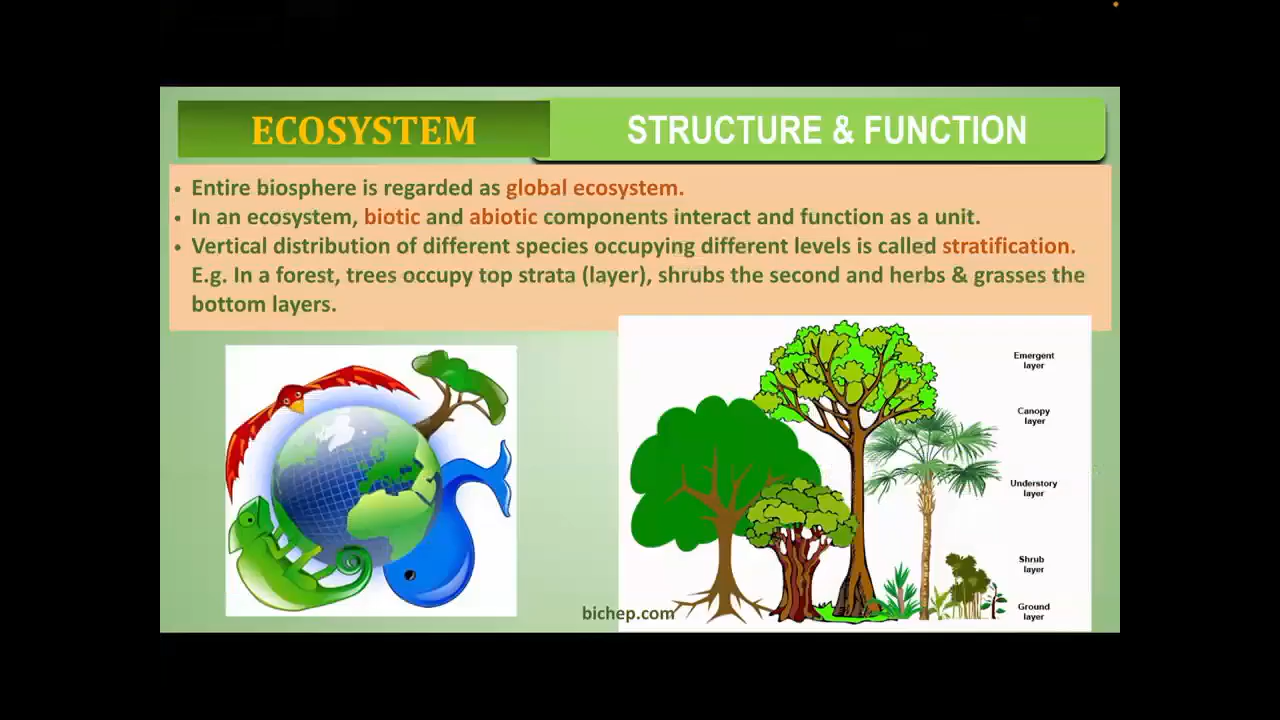 ECOSYSTEM
STRUCTURE & FUNCTION
• Entire biosphere is regarded as global ecosystem.
• In an ecosystem, biotic and abiotic components interact and function as a unit.
• Vertical distribution of different species occupying different levels is called stratification.
E.g. In a forest, trees occupy top strata (layer), shrubs the second and herbs & grasses the
bottom layers.
Emergent
layer
Canopy
layer
Understory
layer
Shrub
layer
Ground
layer
bichep.com